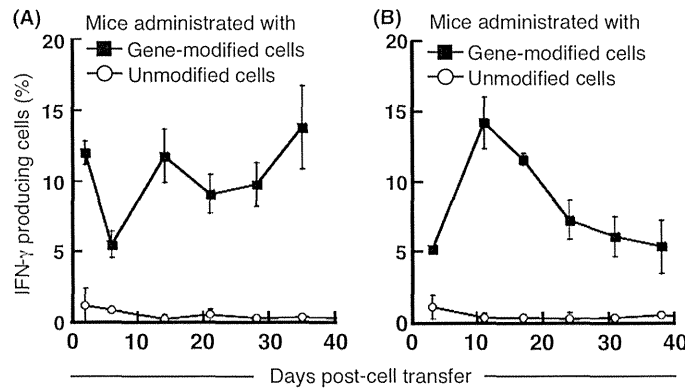 (A) Mice administrated with
Gene-modified cells
Unmodified cells
IFN-γ producing cells (%)
20
15
10
5
0
0 10 20 30 40
(B) Mice administrated with
Gene-modified cells
Unmodified cells
20
15
10
5
0
0 10 20 30 40
Days post-cell transfer